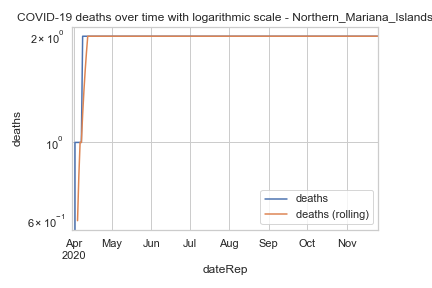 COVID-19 deaths over time with logarithmic scale - Northern_Mariana_Islands
2 × 10⁰
10⁰
6 × 10⁻¹
deaths
deaths
deaths (rolling)
Apr May Jun Jul Aug Sep Oct Nov
2020
dateRep